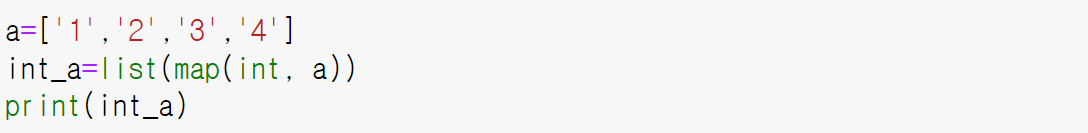 a=['1','2','3','4']
int_a=list(map(int, a))
print(int_a)